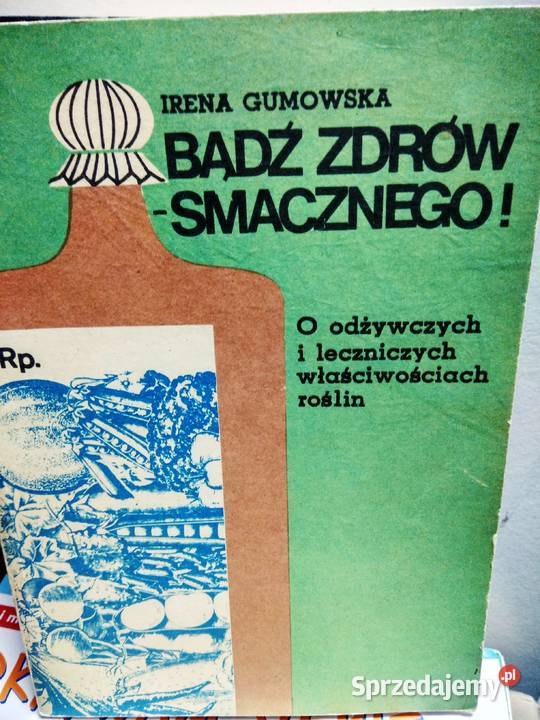 IRENA GUMOWSKA
BĄDŹ ZDRÓW
-SMACZNEGO!
O odżywczych
i leczniczych
właściwościach
roślin
Rp.
Sprzedajemy.pl